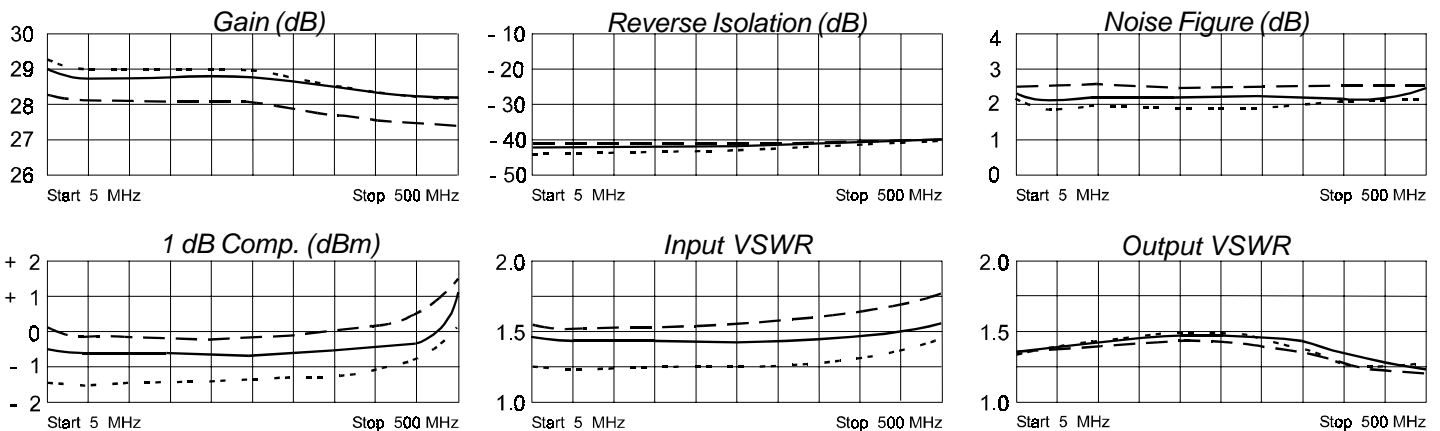 Gain (dB)
30
29
28
27
26
Start 5 MHz
Stop 500 MHz
Reverse Isolation (dB)
- 10
- 20
- 30
- 40
- 50
Start 5 MHz
Stop 500 MHz
Noise Figure (dB)
4
3
2
1
0
Start 5 MHz
Stop 500 MHz
1 dB Comp. (dBm)
+ 2
+ 1
0
- 1
- 2
Start 5 MHz
Stop 500 MHz
Input VSWR
2.0
1.5
1.0
Start 5 MHz
Stop 500 MHz
Output VSWR
2.0
1.5
1.0
Start 5 MHz
Stop 500 MHz